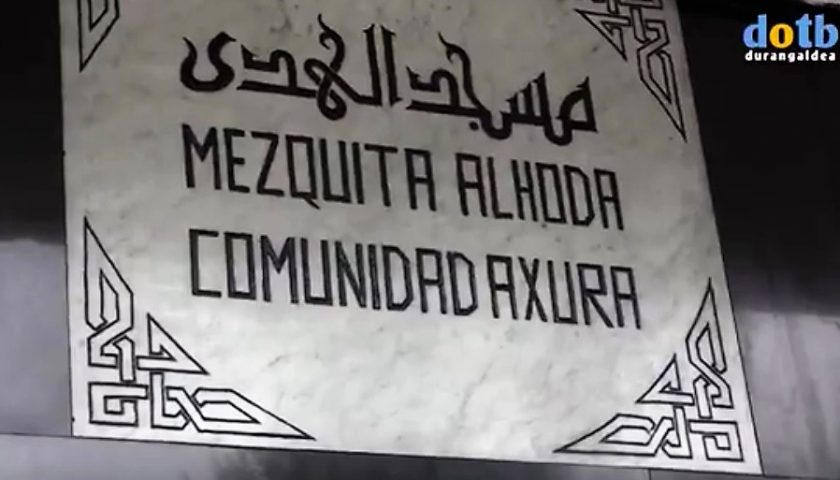 dotb
durangaldea
مسجد الهدى
MEZQUITA ALHODA
COMUNIDAD AXURA